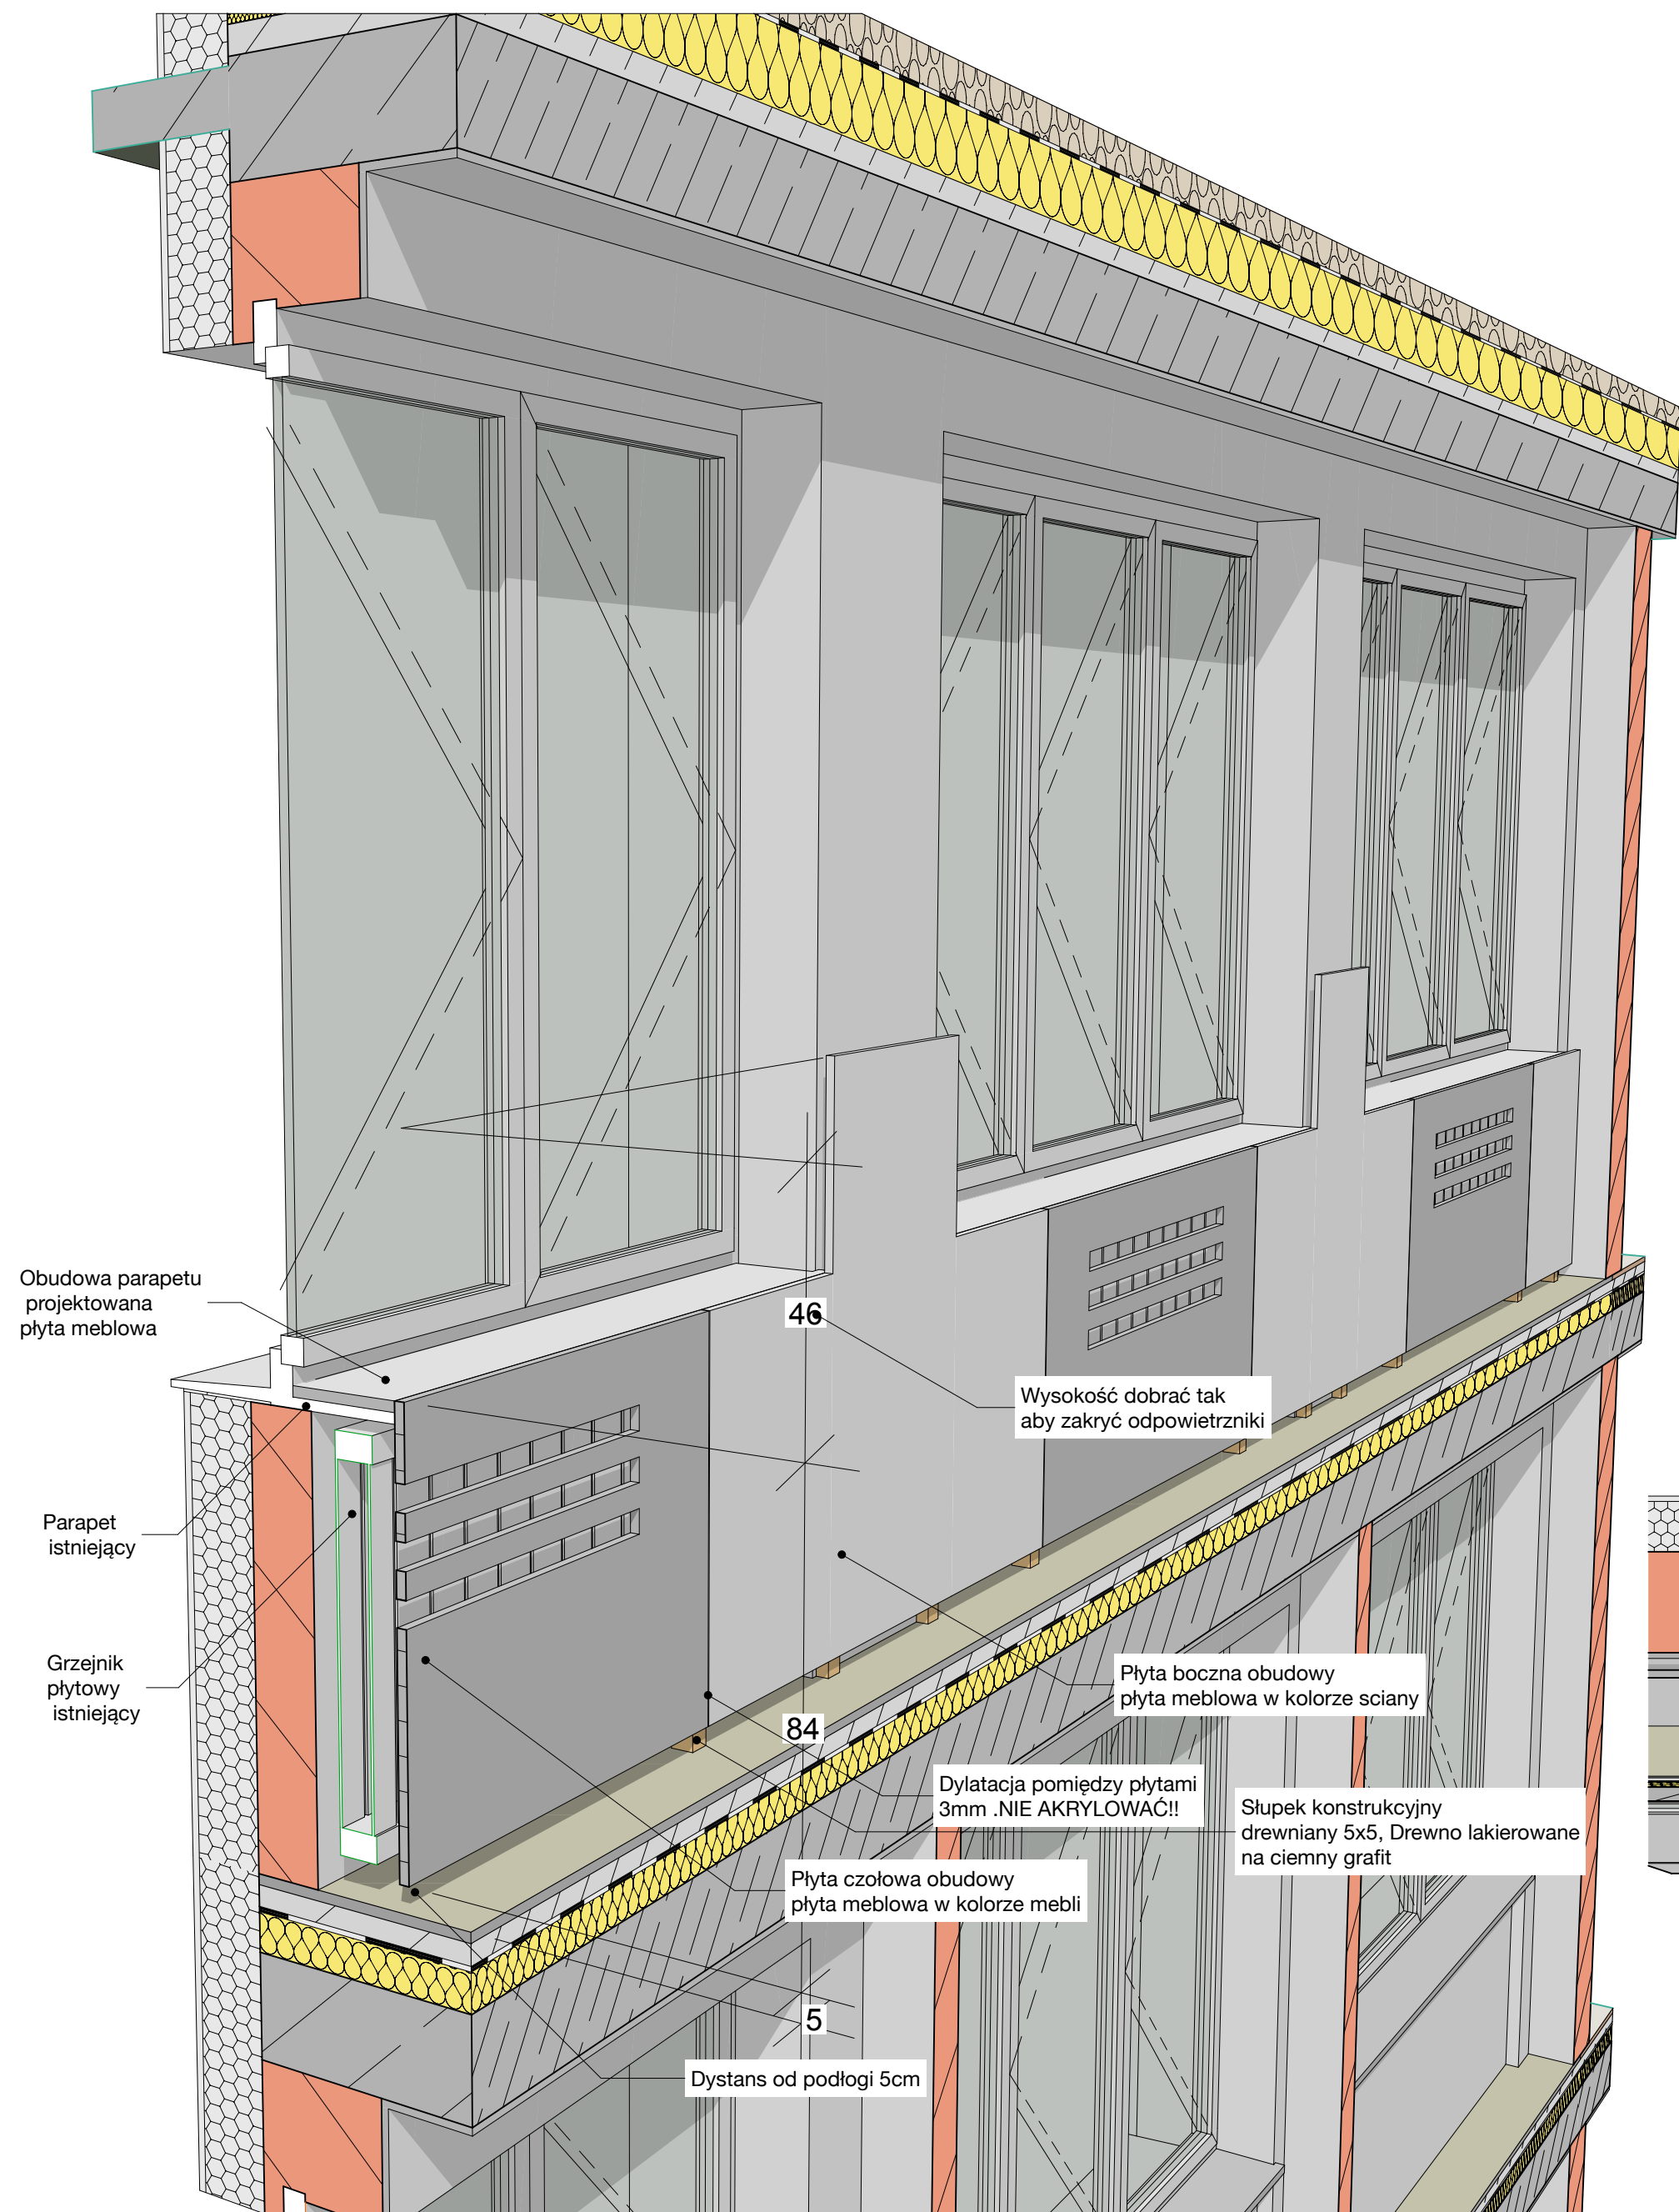 Obudowa parapetu
projektowana
płyta meblowa
46
Wysokość dobrać tak
aby zakryć odpowietrzniki
Parapet
istniejący
Grzejnik
płytowy
istniejący
Płyta boczna obudowy
płyta meblowa w kolorze sciany
84
Dylatacja pomiędzy płytami
3mm .NIE AKRYLOWAĆ!!
Słupek konstrukcyjny
drewniany 5x5, Drewno lakierowane
na ciemny grafit
Płyta czołowa obudowy
płyta meblowa w kolorze mebli
5
Dystans od podłogi 5cm